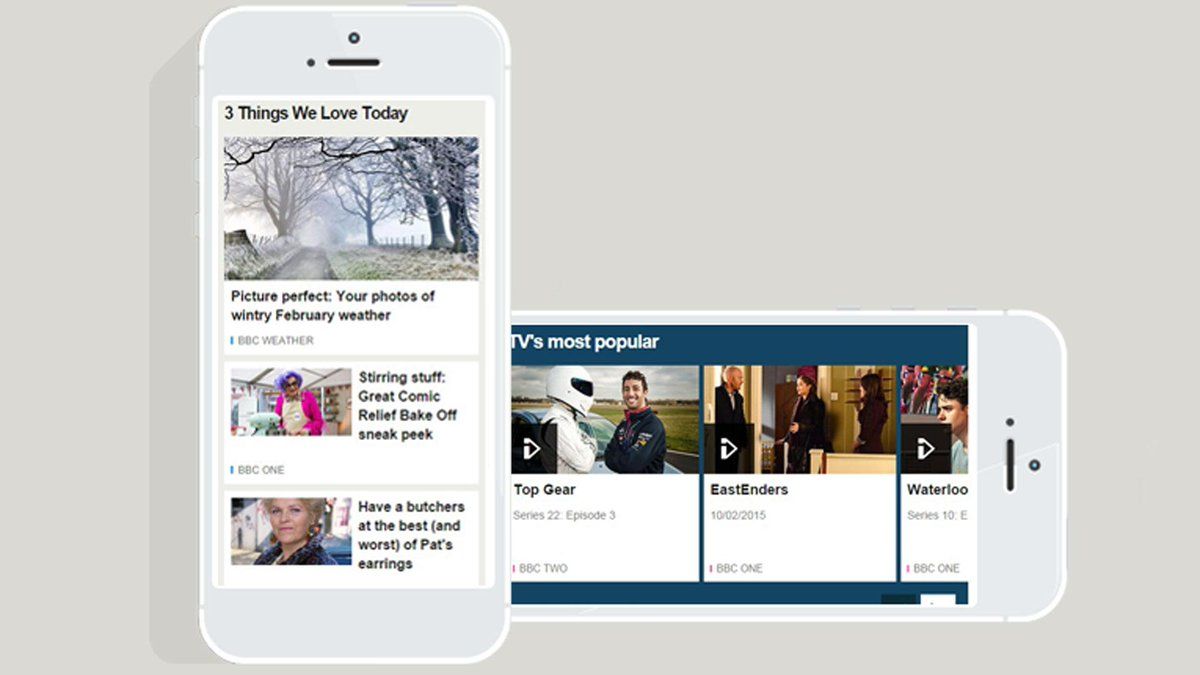 3 Things We Love Today
Picture perfect: Your photos of
wintry February weather
BBC WEATHER
Stirring stuff:
Great Comic
Relief Bake Off
sneak peek
BBC ONE
Have a butchers
at the best (and
worst) of Pat's
earrings
TV's most popular
Top Gear
Series 22: Episode 3
BBC TWO
EastEnders
10/02/2015
BBC ONE
Waterloo
Series 10: E
BBC ONE